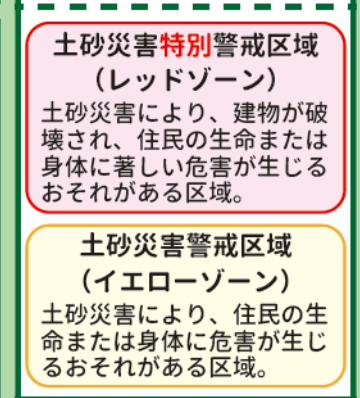 土砂災害特別警戒区域
（レッドゾーン）
土砂災害により、建物が破
壊され、住民の生命または
身体に著しい危害が生じる
おそれがある区域。
土砂災害警戒区域
（イエローゾーン）
土砂災害により、住民の生
命または身体に危害が生じ
るおそれがある区域。